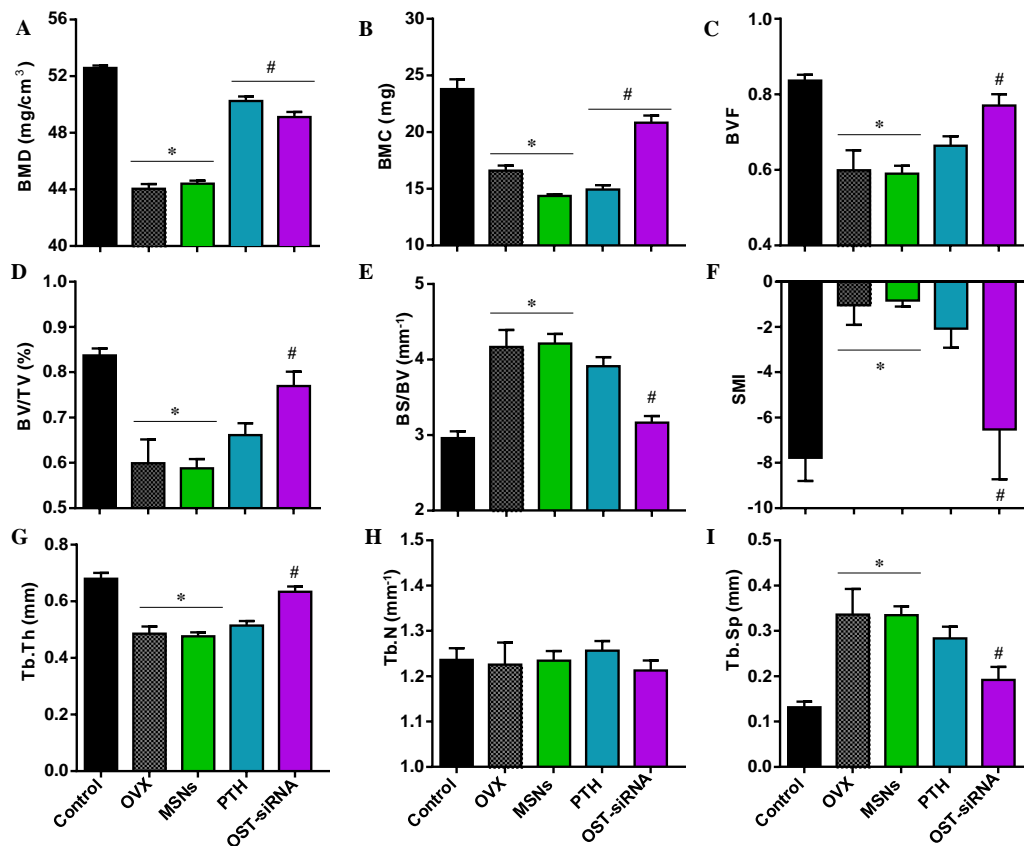 A
BMD (mg/cm³)
56
52
48
44
40
*
#
B
BMC (mg)
30
25
20
15
10
*
#
C
BVF
1.0
0.8
0.6
0.4
*
#
D
BV/TV (%)
1.0
0.9
0.8
0.7
0.6
0.5
*
#
E
BS/BV (mm⁻¹)
5
4
3
2
*
#
F
SMI
0
-2
-4
-6
-8
-10
*
#
G
Tb.Th (mm)
0.8
0.6
0.4
0.2
0.0
*
#
Control
OVX
MSNs
PTH
OST-siRNA
H
Tb.N (mm⁻¹)
1.5
1.4
1.3
1.2
1.1
1.0
Control
OVX
MSNs
PTH
OST-siRNA
I
Tb.Sp (mm)
0.5
0.4
0.3
0.2
0.1
0.0
*
#
Control
OVX
MSNs
PTH
OST-siRNA